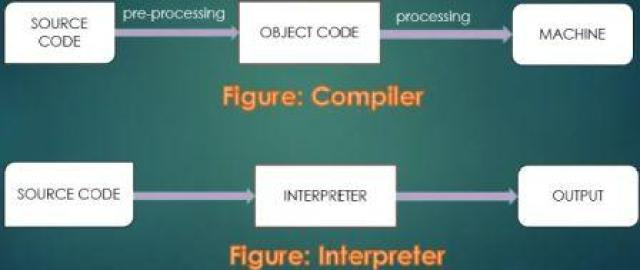 SOURCE
CODE
pre-processing
OBJECT CODE
processing
MACHINE
Figure: Compiler
SOURCE CODE
INTERPRETER
OUTPUT
Figure: Interpreter